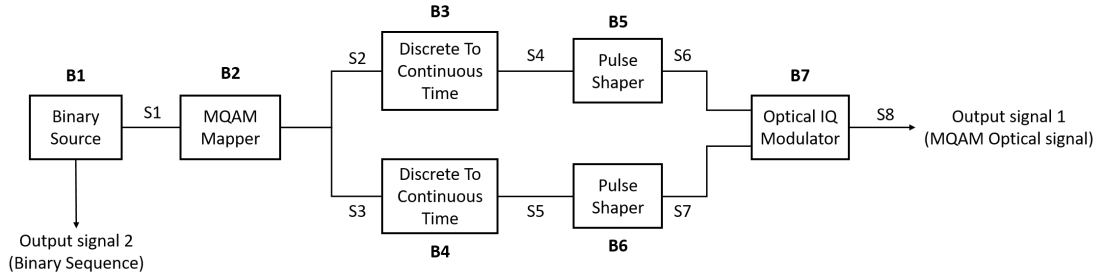 B1
Binary
Source
S1
B2
MQAM
Mapper
S2
B3
Discrete To
Continuous
Time
S4
B5
Pulse
Shaper
S6
S3
Discrete To
Continuous
Time
B4
S5
Pulse
Shaper
B6
S7
B7
Optical IQ
Modulator
S8
Output signal 1
(MQAM Optical signal)
Output signal 2
(Binary Sequence)